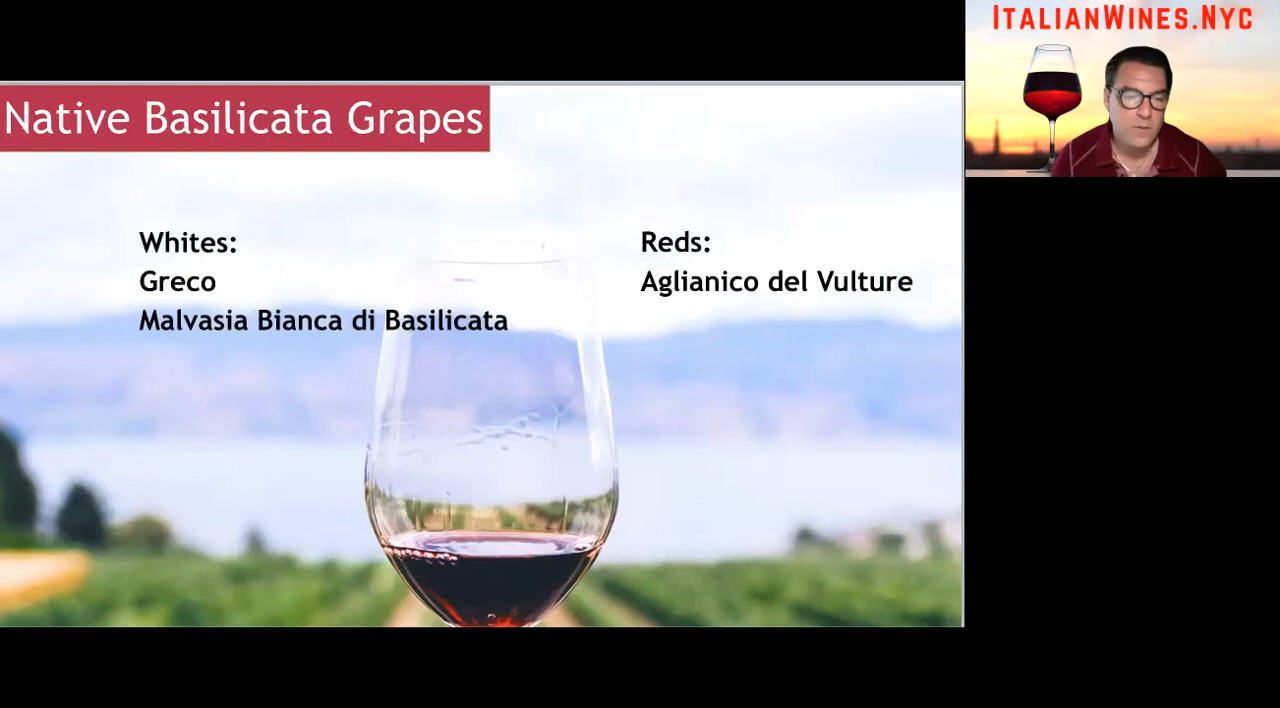 Native Basilicata Grapes
Whites:
Greco
Malvasia Bianca di Basilicata
Reds:
Aglianico del Vulture
ItalianWines.Nyc